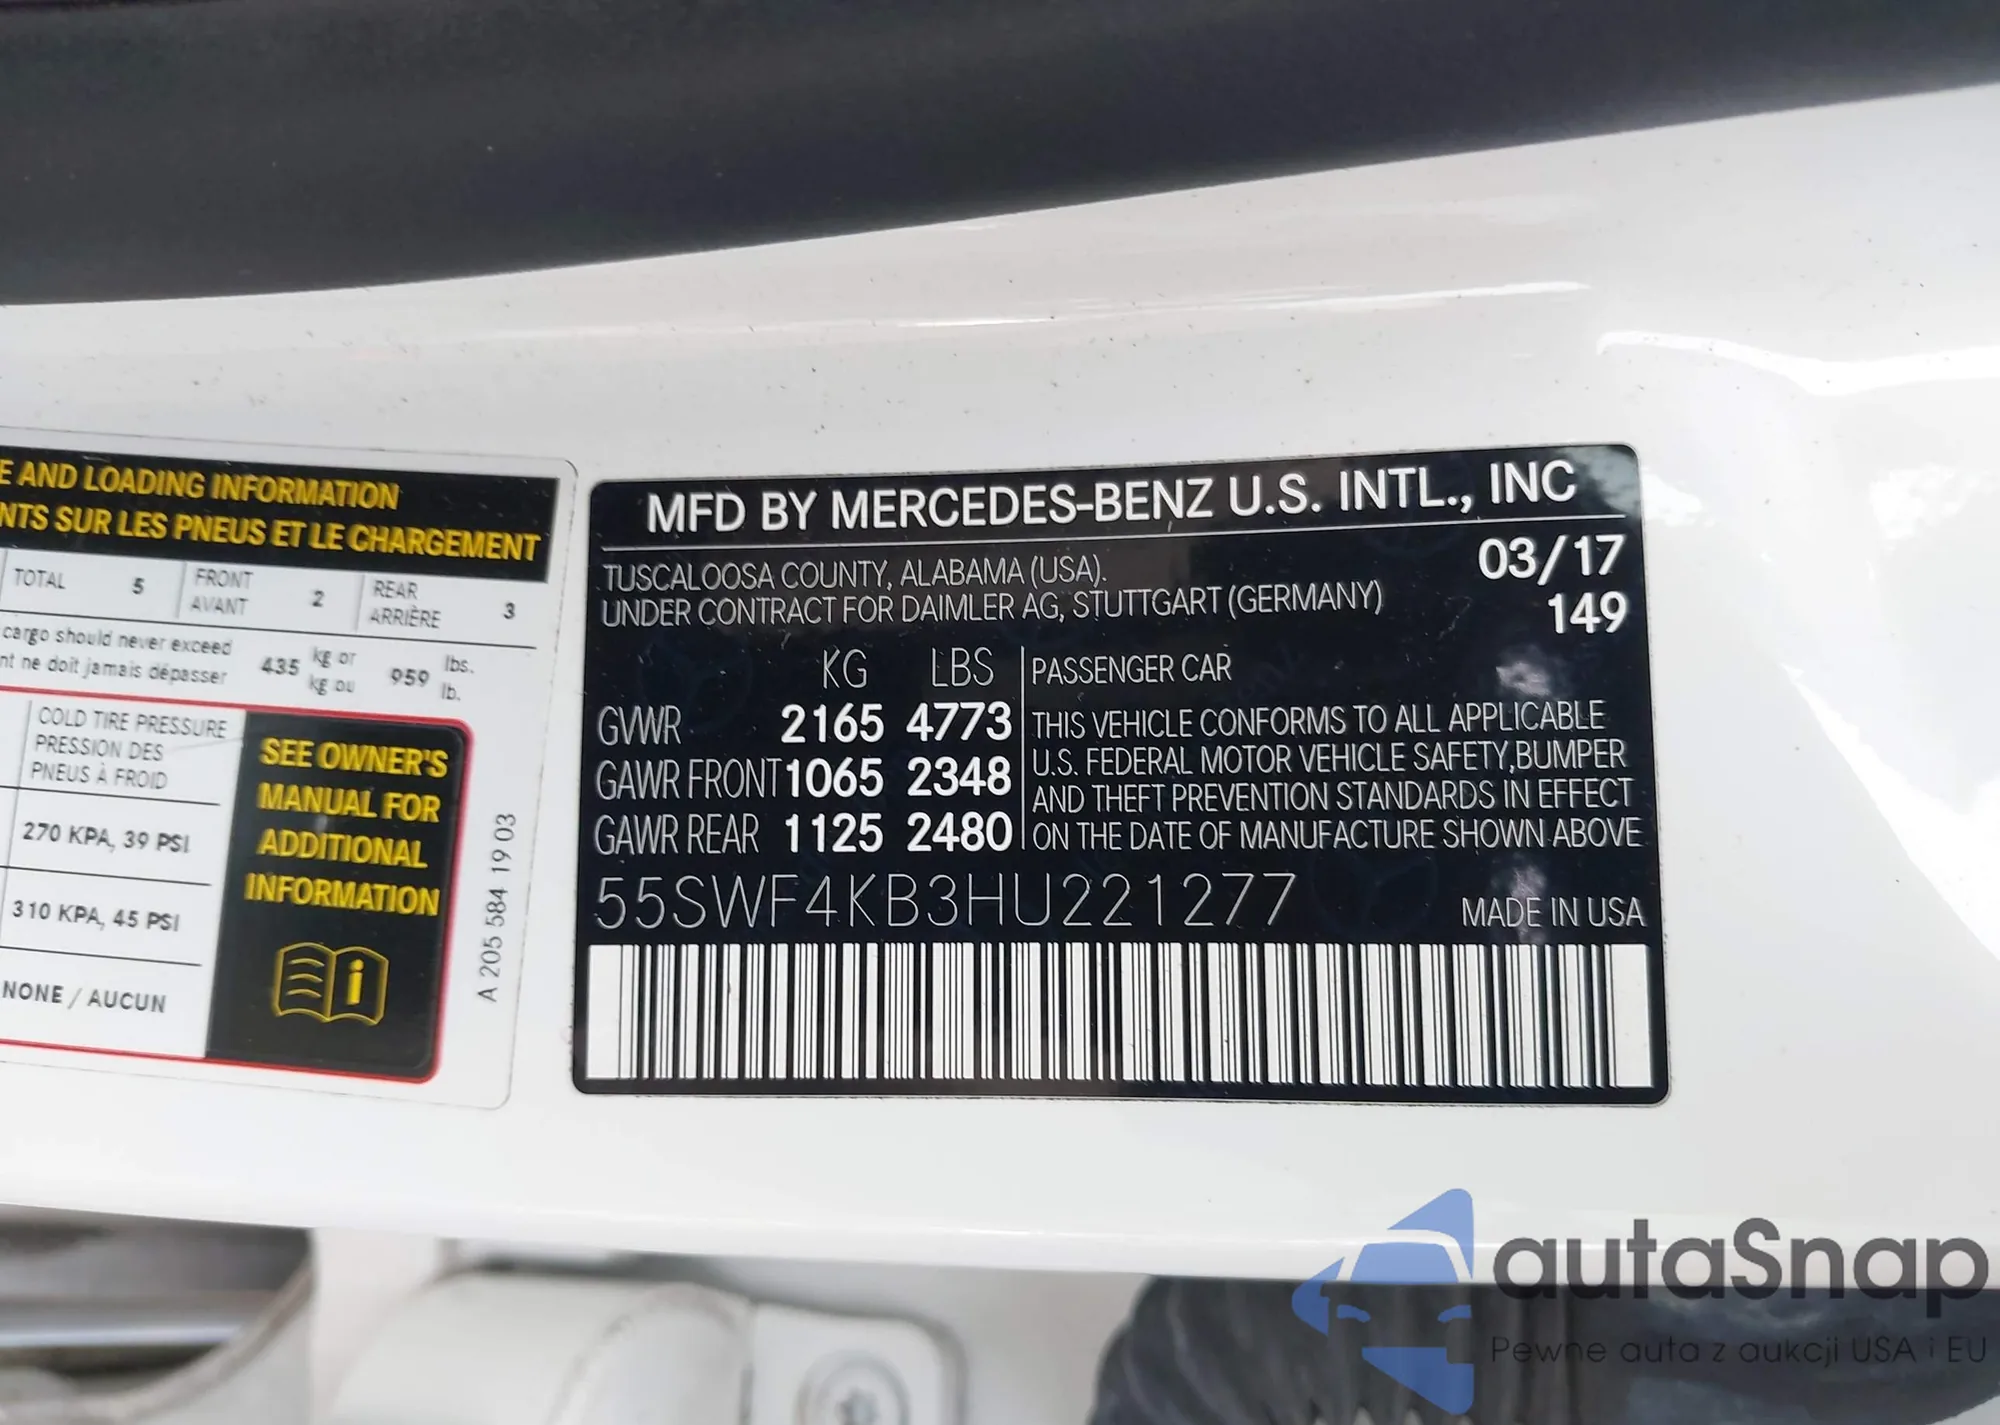 E AND LOADING INFORMATION
NTS SUR LES PNEUS ET LE CHARGEMENT
TOTAL 5 FRONT AVANT 2 REAR ARRIÈRE 3
cargo should never exceed
nt ne doit jamais dépasser
435 kg or kg ou 959 lbs. lb.
COLD TIRE PRESSURE
PRESSION DES
PNEUS À FROID
270 KPA, 39 PSI
310 KPA, 45 PSI
NONE / AUCUN
SEE OWNER'S
MANUAL FOR
ADDITIONAL
INFORMATION
i
A 205 584 19 03
MFD BY MERCEDES-BENZ U.S. INTL., INC
TUSCALOOSA COUNTY, ALABAMA (USA).
UNDER CONTRACT FOR DAIMLER AG, STUTTGART (GERMANY)
03/17
149
KG LBS
GVWR 2165 4773
GAWR FRONT 1065 2348
GAWR REAR 1125 2480
PASSENGER CAR
THIS VEHICLE CONFORMS TO ALL APPLICABLE
U.S. FEDERAL MOTOR VEHICLE SAFETY,BUMPER
AND THEFT PREVENTION STANDARDS IN EFFECT
ON THE DATE OF MANUFACTURE SHOWN ABOVE
55SWF4KB3HU221277
MADE IN USA
autaSnap
Pewne auta z aukcji USA i EU